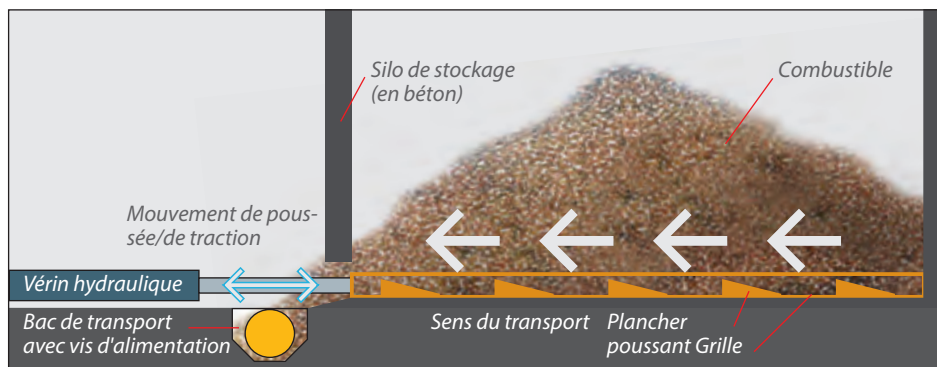 Silo de stockage
(en béton)
Combustible
Mouvement de pous-
sée/de traction
Vérin hydraulique
Bac de transport
avec vis d'alimentation
Sens du transport
Plancher
poussant Grille